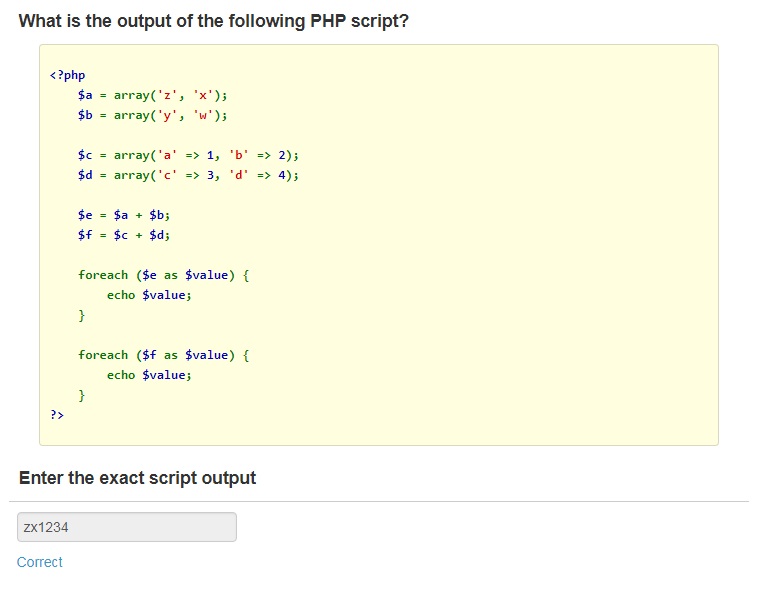 What is the output of the following PHP script?
<?php
$a = array('z', 'x');
$b = array('y', 'w');
$c = array('a' => 1, 'b' => 2);
$d = array('c' => 3, 'd' => 4);
$e = $a + $b;
$f = $c + $d;
foreach ($e as $value) {
echo $value;
}
foreach ($f as $value) {
echo $value;
}
?>
Enter the exact script output
zx1234
Correct